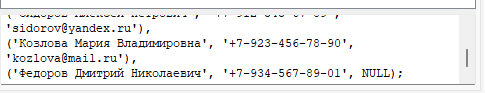 'sidorov@yandex.ru'),
('Козлова Мария Владимировна', '+7-923-456-78-90',
'kozlova@mail.ru'),
('Федоров Дмитрий Николаевич', '+7-934-567-89-01', NULL);